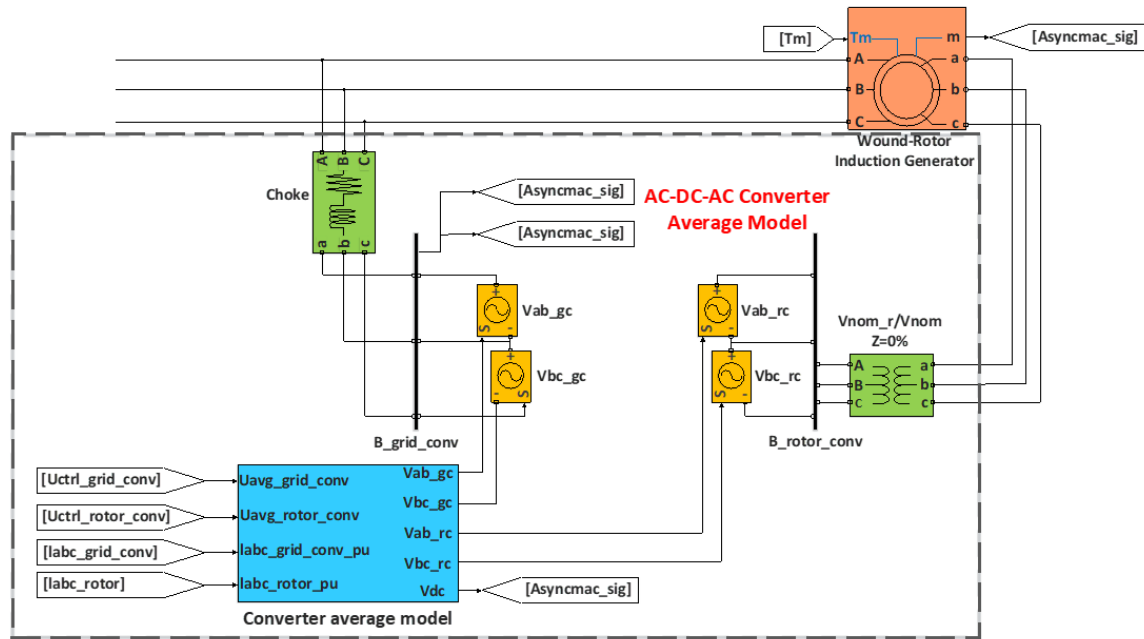 [Tm]
Tm
m
[Asyncmac_sig]
A
a
B
b
C
c
Wound-Rotor
Induction Generator
A
B
C
Choke
a
b
c
[Asyncmac_sig]
[Asyncmac_sig]
AC-DC-AC Converter
Average Model
+
S
-
Vab_gc
+
-
S
Vbc_gc
B_grid_conv
+
S
-
Vab_rc
+
S
-
Vbc_rc
B_rotor_conv
Vnom_r/Vnom
Z=0%
A
a
B
b
c
c
[Uctrl_grid_conv]
[Uctrl_rotor_conv]
[Iabc_grid_conv]
[Iabc_rotor]
Uavg_grid_conv
Uavg_rotor_conv
Iabc_grid_conv_pu
Iabc_rotor_pu
Vab_gc
Vbc_gc
Vab_rc
Vbc_rc
Vdc
[Asyncmac_sig]
Converter average model